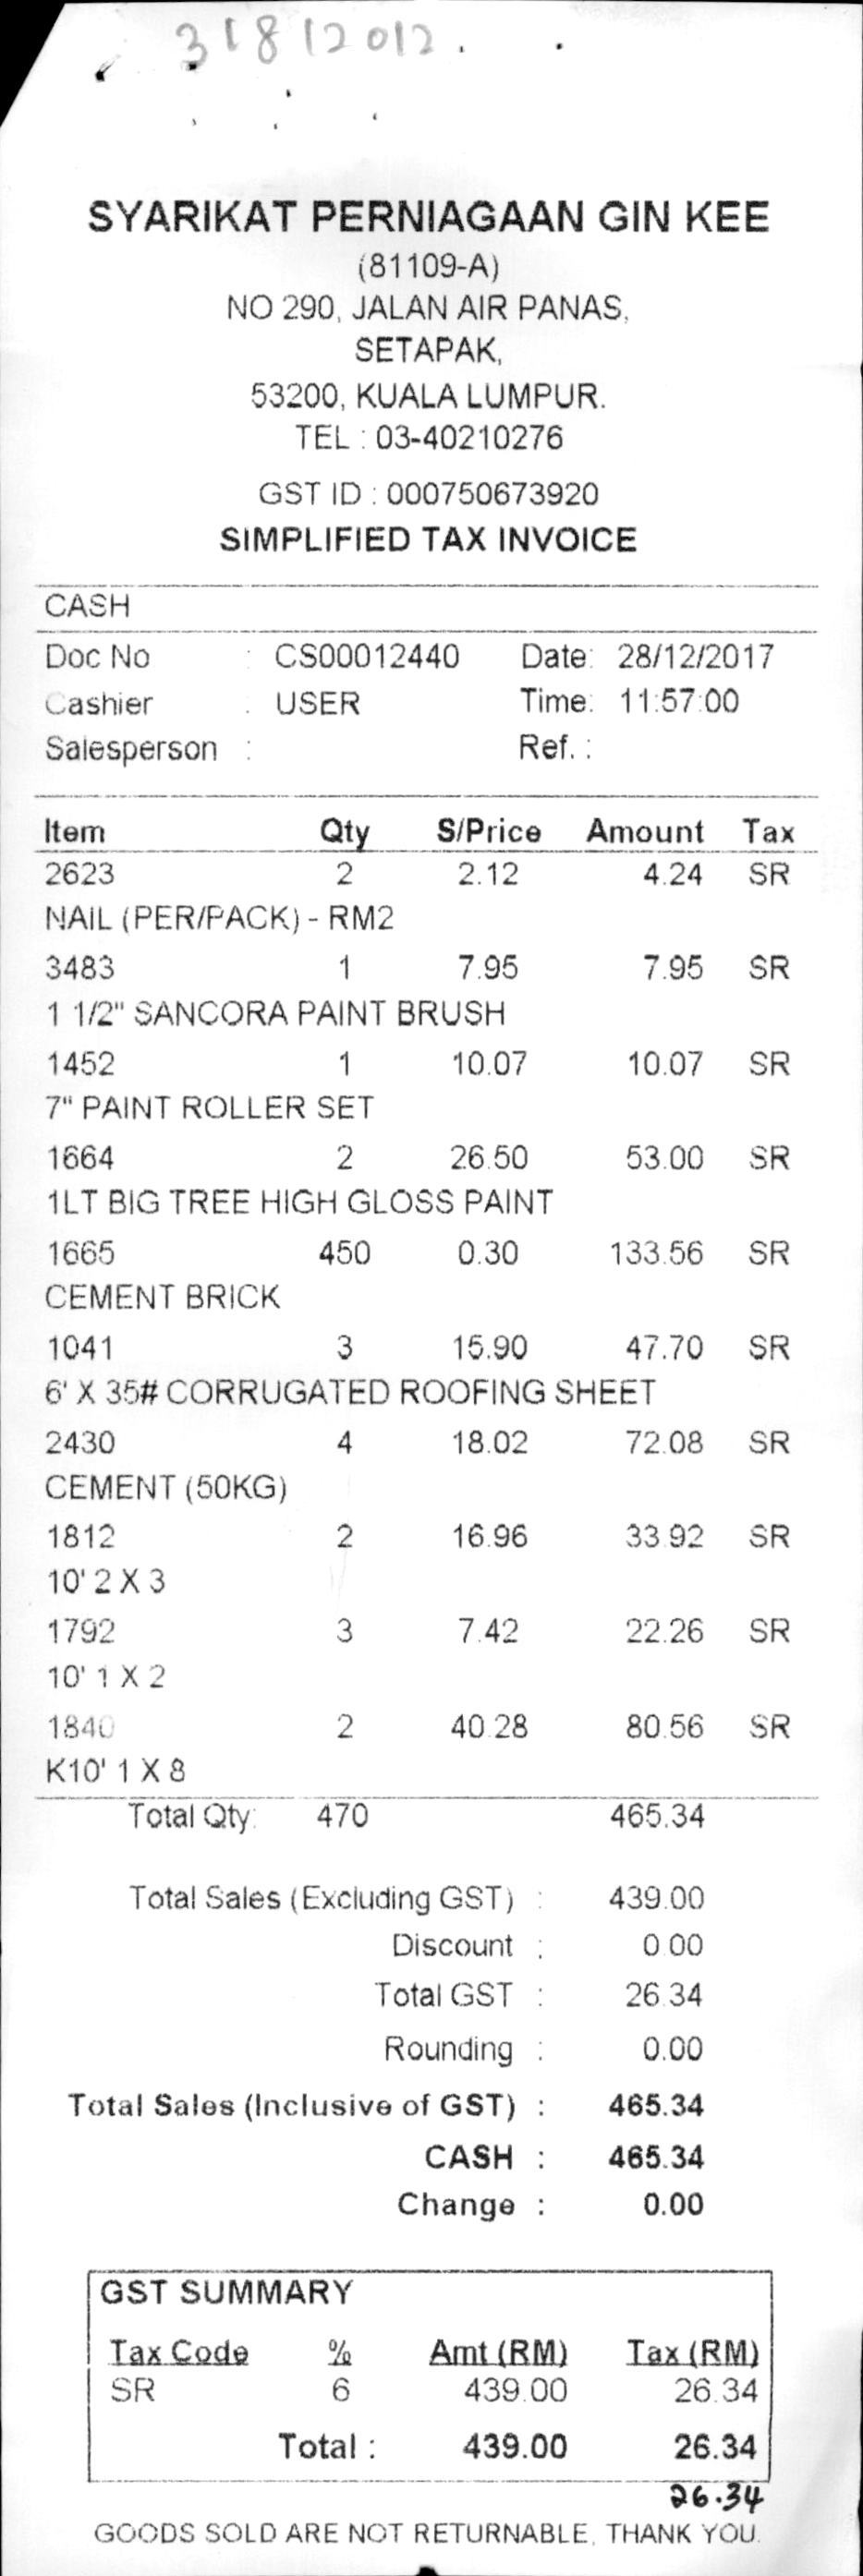 31812012.
SYARIKAT PERNIAGAAN GIN KEE
(81109-A)
NO 290, JALAN AIR PANAS,
SETAPAK,
53200, KUALA LUMPUR.
TEL : 03-40210276
GST ID : 000750673920
SIMPLIFIED TAX INVOICE
CASH
Doc No : CS00012440 Date: 28/12/2017
Cashier : USER Time: 11:57:00
Salesperson : Ref. :
Item Qty S/Price Amount Tax
2623 2 2.12 4.24 SR
NAIL (PER/PACK) - RM2
3483 1 7.95 7.95 SR
1 1/2" SANCORA PAINT BRUSH
1452 1 10.07 10.07 SR
7" PAINT ROLLER SET
1664 2 26.50 53.00 SR
1LT BIG TREE HIGH GLOSS PAINT
1665 450 0.30 133.56 SR
CEMENT BRICK
1041 3 15.90 47.70 SR
6' X 35# CORRUGATED ROOFING SHEET
2430 4 18.02 72.08 SR
CEMENT (50KG)
1812 2 16.96 33.92 SR
10' 2 X 3
1792 3 7.42 22.26 SR
10' 1 X 2
1840 2 40.28 80.56 SR
K10' 1 X 8
Total Qty: 470 465.34
Total Sales (Excluding GST) : 439.00
Discount : 0.00
Total GST : 26.34
Rounding : 0.00
Total Sales (Inclusive of GST) : 465.34
CASH : 465.34
Change : 0.00
GST SUMMARY
Tax Code % Amt (RM) Tax (RM)
SR 6 439.00 26.34
Total : 439.00 26.34
26.34
GOODS SOLD ARE NOT RETURNABLE, THANK YOU.